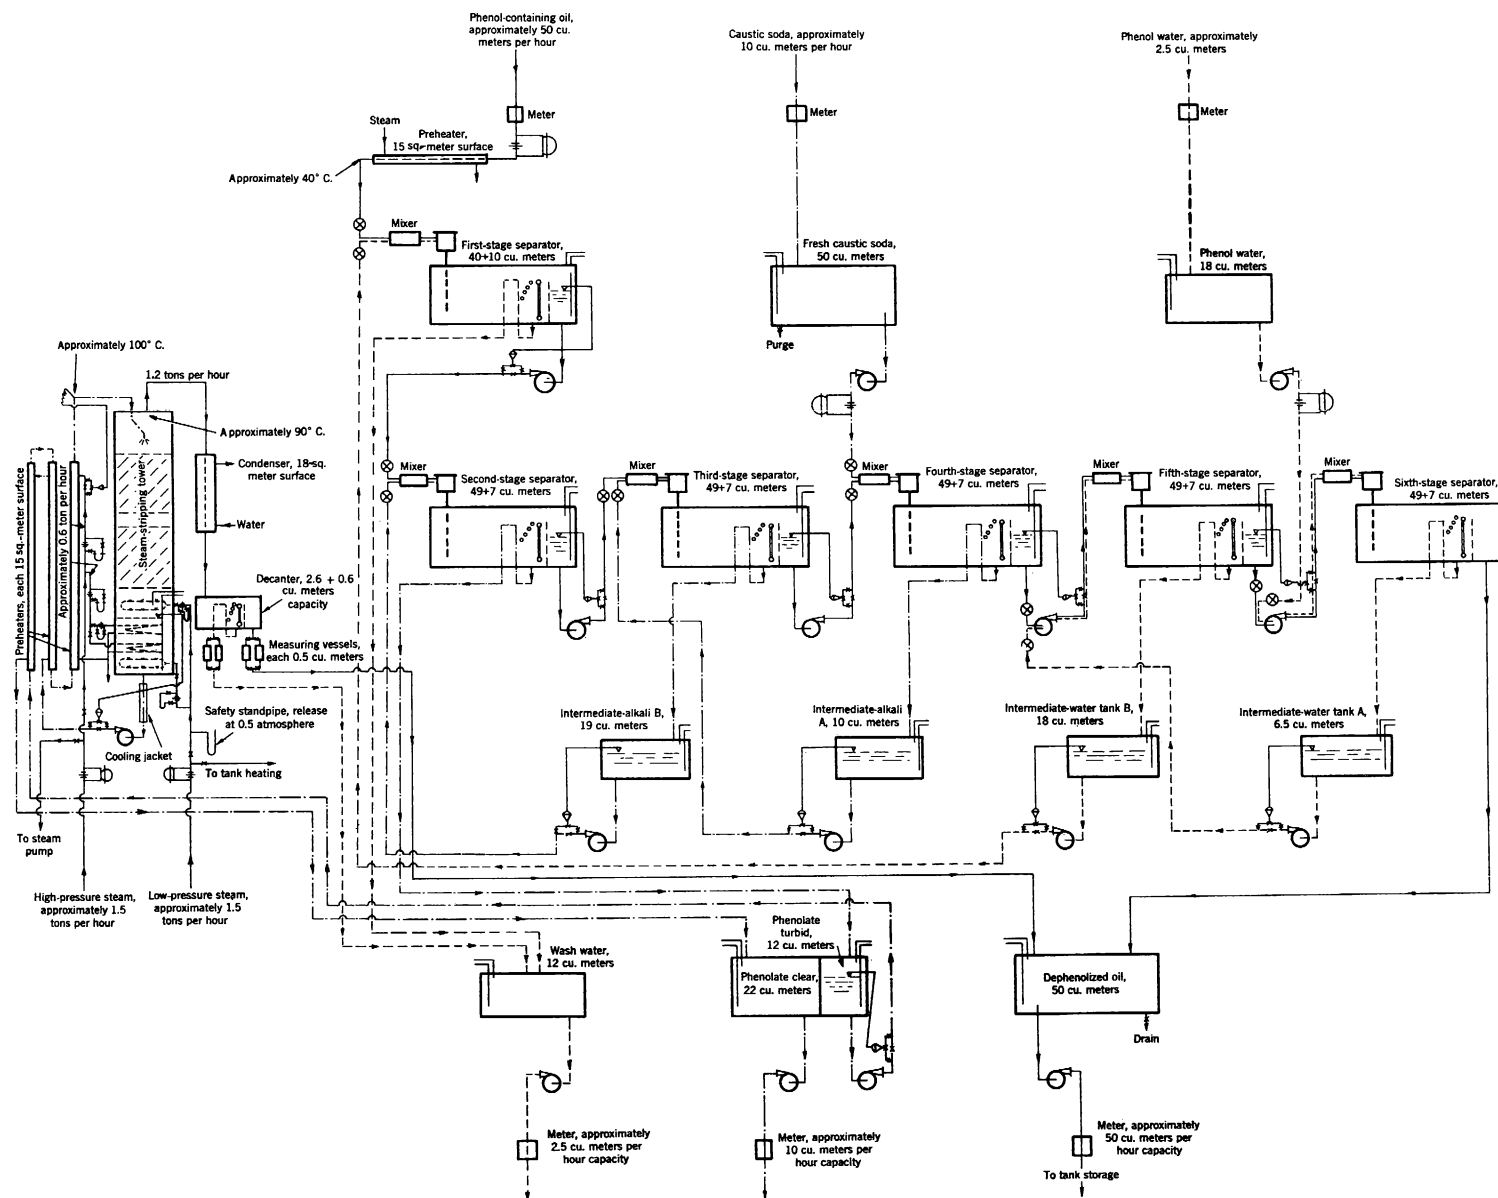 Phenol-containing oil,
approximately 50 cu.
meters per hour
Caustic soda, approximately
10 cu. meters per hour
Phenol water, approximately
2.5 cu. meters
Meter
Meter
Meter
Steam
Preheater,
15 sq.-meter surface
Approximately 40° C.
Mixer
First-stage separator,
40+10 cu. meters
Fresh caustic soda,
50 cu. meters
Phenol water,
18 cu. meters
Purge
Approximately 100° C.
1.2 tons per hour
Approximately 90° C.
Condenser, 18-sq.
meter surface
Water
Preheaters, each 15 sq.-meter surface
Approximately 0.6 ton per hour
Steam-stripping tower
Mixer
Second-stage separator,
49+7 cu. meters
Mixer
Third-stage separator,
49+7 cu. meters
Mixer
Fourth-stage separator,
49+7 cu. meters
Mixer
Fifth-stage separator,
49+7 cu. meters
Mixer
Sixth-stage separator,
49+7 cu. meters
Decanter, 2.6 + 0.6
cu. meters
capacity
Measuring vessels,
each 0.5 cu. meters
Safety standpipe, release
at 0.5 atmosphere
Cooling jacket
To tank heating
Intermediate-alkali B,
19 cu. meters
Intermediate-alkali
A, 10 cu. meters
Intermediate-water tank B,
18 cu. meters
Intermediate-water tank A,
6.5 cu. meters
To steam
pump
High-pressure steam,
approximately 1.5
tons per hour
Low-pressure steam,
approximately 1.5
tons per hour
Wash water,
12 cu. meters
Phenolate
turbid,
12 cu. meters
Phenolate clear,
22 cu. meters
Dephenolized oil,
50 cu. meters
Drain
Meter, approximately
2.5 cu. meters per
hour capacity
Meter, approximately
10 cu. meters per
hour capacity
Meter, approximately
50 cu. meters per
hour capacity
To tank storage